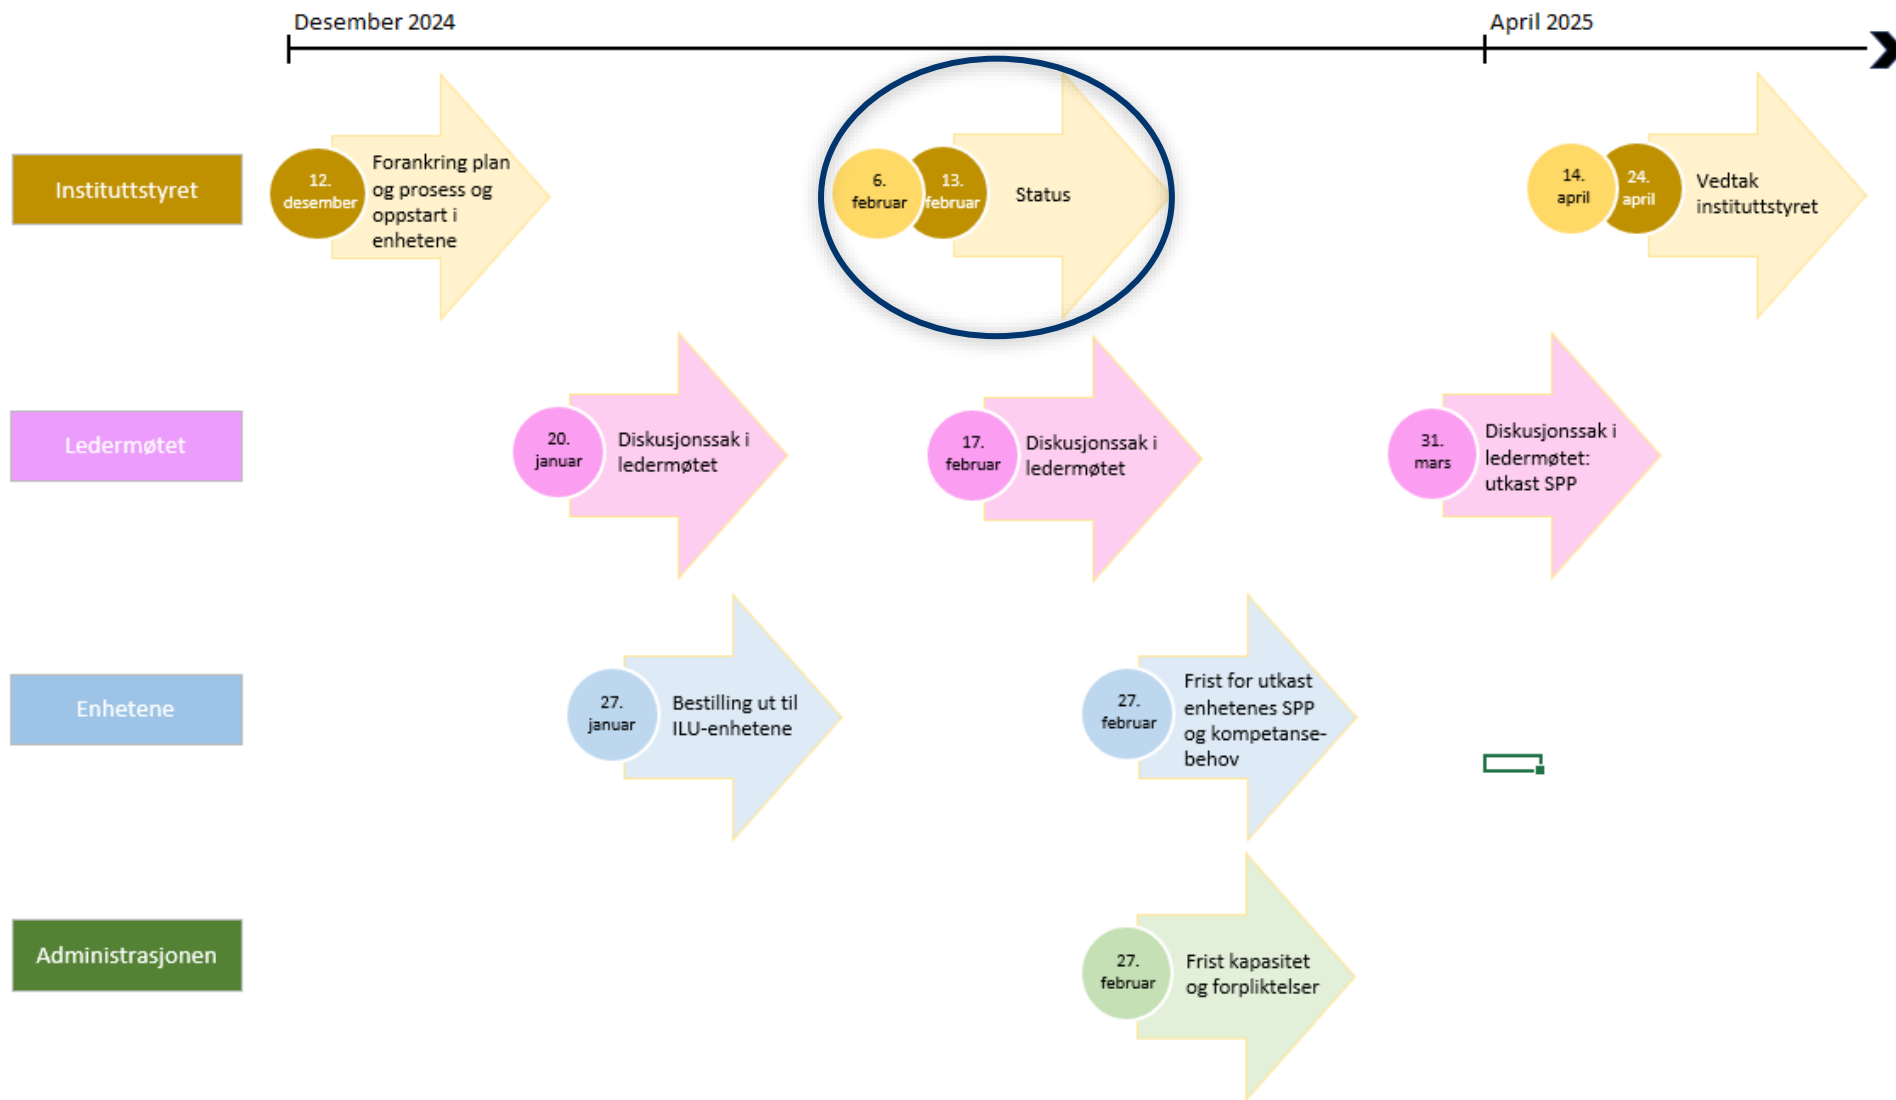 Desember 2024
April 2025
Instituttstyret
12.
desember
Forankring plan
og prosess og
oppstart i
enhetene
6.
februar
13.
februar
Status
14.
april
24.
april
Vedtak
instituttstyret
Ledermøtet
20.
januar
Diskusjonssak i
ledermøtet
17.
februar
Diskusjonssak i
ledermøtet
31.
mars
Diskusjonssak i
ledermøtet:
utkast SPP
Enhetene
27.
januar
Bestilling ut til
ILU-enhetene
27.
februar
Frist for utkast
enhetenes SPP
og kompetanse-
behov
Administrasjonen
27.
februar
Frist kapasitet
og forpliktelser